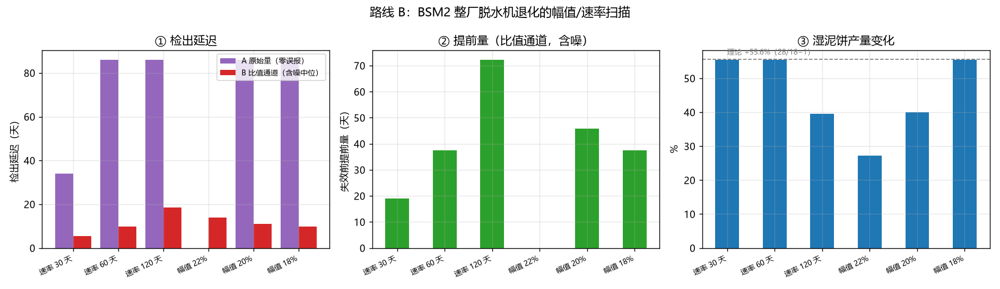 路线 B：BSM2 整厂脱水机退化的幅值/速率扫描
① 检出延迟
检出延迟（天）
80
60
40
20
0
A 原始量（零误报）
B 比值通道（含噪中位）
速率 30 天
速率 60 天
速率 120 天
幅值 22%
幅值 20%
幅值 18%
② 提前量（比值通道，含噪）
失效前提前量（天）
70
60
50
40
30
20
10
0
速率 30 天
速率 60 天
速率 120 天
幅值 22%
幅值 20%
幅值 18%
③ 湿泥饼产量变化
理论 +55.6%（28/18−1）
%
50
40
30
20
10
0
速率 30 天
速率 60 天
速率 120 天
幅值 22%
幅值 20%
幅值 18%